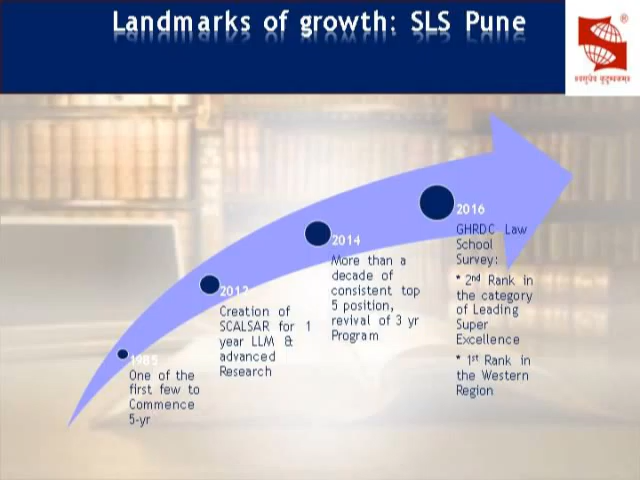 Landmarks of growth: SLS Pune
®
2016
GHRDC Law
School
Survey:
* 2nd Rank in
the category
of Leading
Super
Excellence
* 1st Rank in
the Western
Region
2014
More than a
decade of
consistent top
5 position,
revival of 3 yr
Program
2012
Creation of
SCALSAR for 1
year LLM &
advanced
Research
1985
One of the
first few to
Commence
5-yr